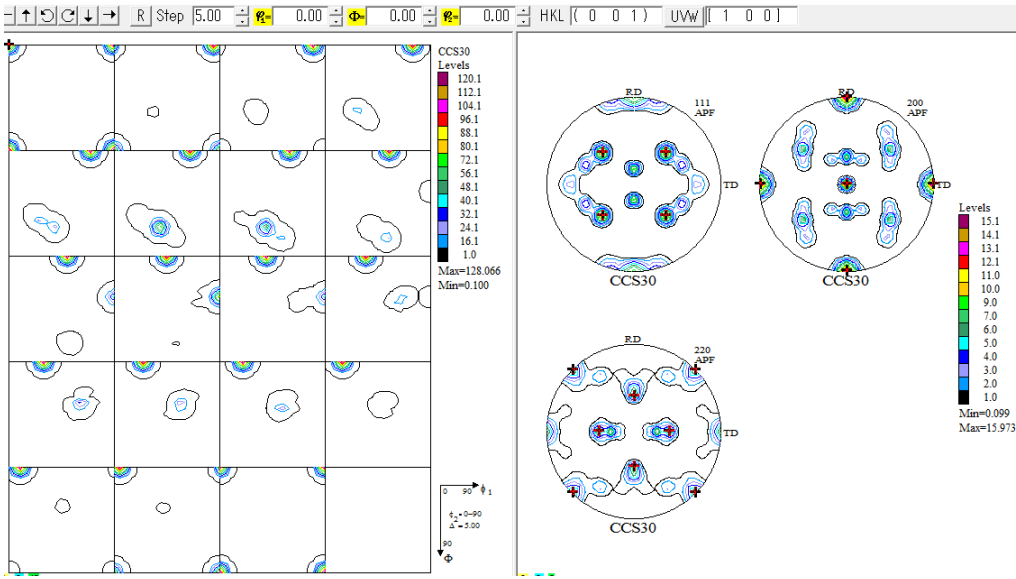 R Step 5.00 φ1= 0.00 Φ= 0.00 φ2= 0.00 HKL ( 0 0 1) UVW [ 1 0 0]
CCS30
Levels
120.1
112.1
104.1
96.1
88.1
80.1
72.1
56.1
48.1
40.1
32.1
24.1
16.1
1.0
Max=128.066
Min=0.100
0 90 ϕ1
ϕ2=0-90
Δ=5.00
90
Φ
RD
111
APF
TD
CCS30
RD
200
APF
TD
CCS30
RD
220
APF
TD
CCS30
Levels
15.1
14.1
13.1
12.1
11.0
10.0
9.0
7.0
6.0
5.0
4.0
3.0
2.0
1.0
Min=0.099
Max=15.973